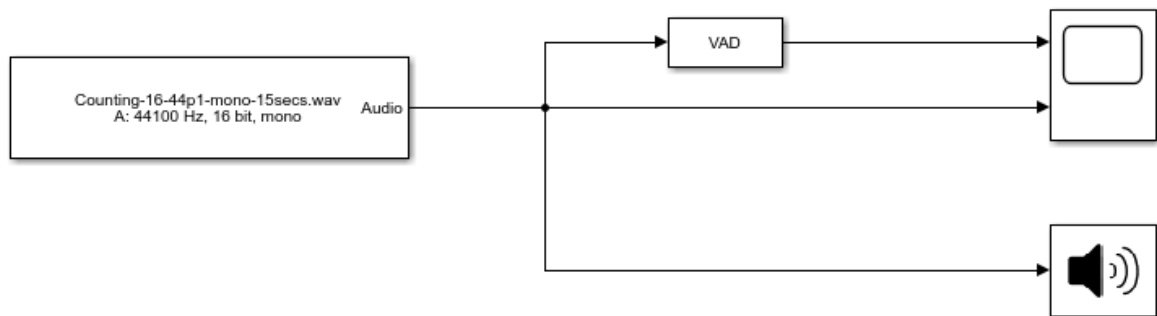 VAD
Counting-16-44p1-mono-15secs.wav
Audio
A: 44100 Hz, 16 bit, mono